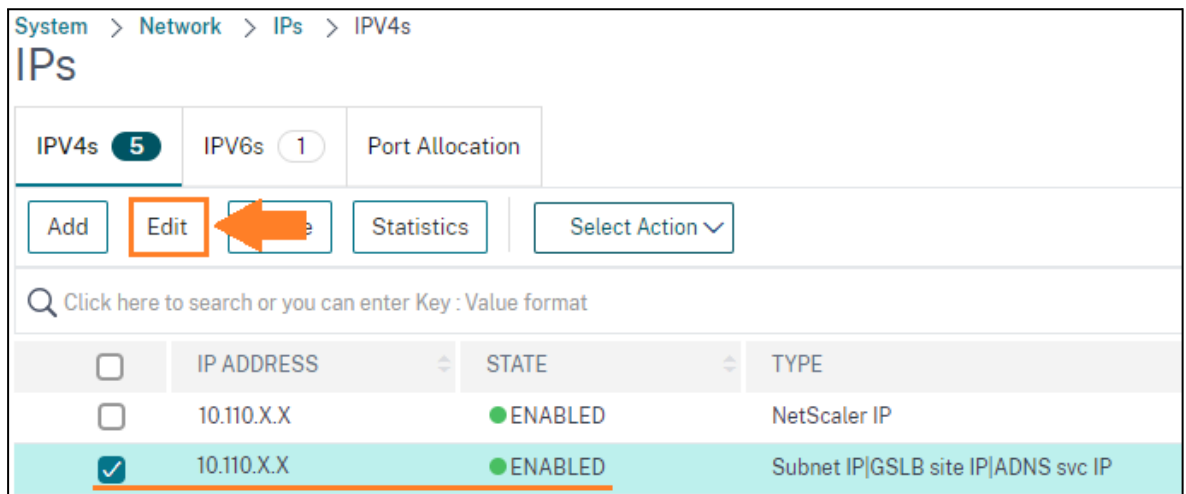 System > Network > IPs > IPV4s
IPs
IPV4s 5 IPV6s 1 Port Allocation
Add Edit Statistics Select Action
Click here to search or you can enter Key : Value format
IP ADDRESS STATE TYPE
10.110.X.X ENABLED NetScaler IP
10.110.X.X ENABLED Subnet IP|GSLB site IP|ADNS svc IP